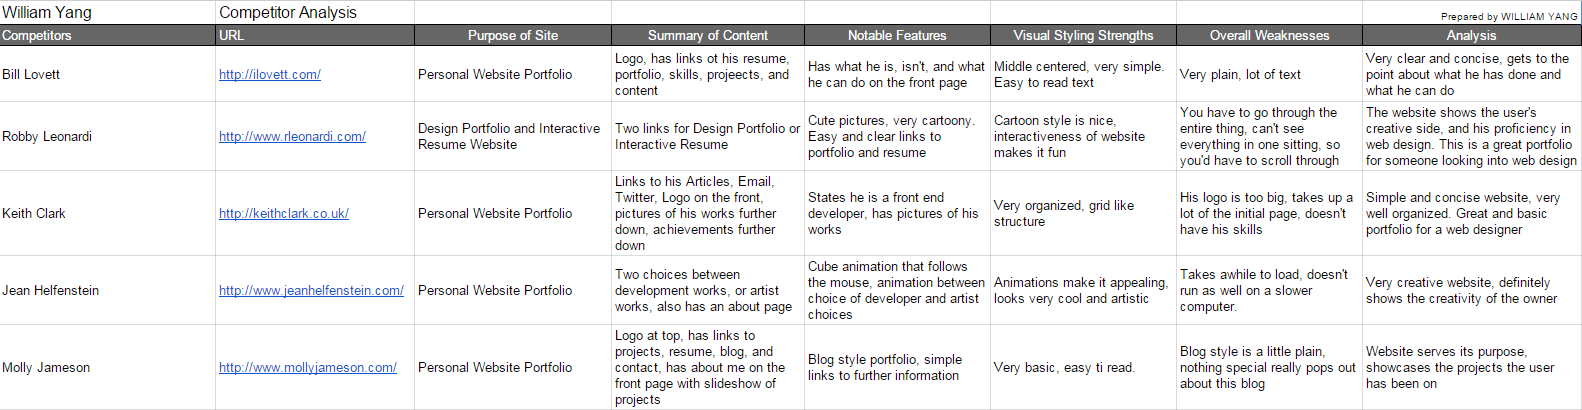 William Yang
Competitor Analysis
Prepared by WILLIAM YANG
Competitors
URL
Purpose of Site
Summary of Content
Notable Features
Visual Styling Strengths
Overall Weaknesses
Analysis
Bill Lovett
http://ilovett.com/
Personal Website Portfolio
Logo, has links ot his resume,
portfolio, skills, projeects, and
content
Has what he is, isn't, and what
he can do on the front page
Middle centered, very simple.
Easy to read text
Very plain, lot of text
Very clear and concise, gets to the
point about what he has done and
what he can do
Robby Leonardi
http://www.rleonardi.com/
Design Portfolio and Interactive
Resume Website
Two links for Design Portfolio or
Interactive Resume
Cute pictures, very cartoony.
Easy and clear links to
portfolio and resume
Cartoon style is nice,
interactiveness of website
makes it fun
You have to go through the
entire thing, can't see
everything in one sitting, so
you'd have to scroll through
The website shows the user's
creative side, and his proficiency in
web design. This is a great portfolio
for someone looking into web design
Keith Clark
http://keithclark.co.uk/
Personal Website Portfolio
Links to his Articles, Email,
Twitter, Logo on the front,
pictures of his works further
down, achievements further
down
States he is a front end
developer, has pictures of his
works
Very organized, grid like
structure
His logo is too big, takes up a
lot of the initial page, doesn't
have his skills
Simple and concise website, very
well organized. Great and basic
portfolio for a web designer
Jean Helfenstein
http://www.jeanhelfenstein.com/
Personal Website Portfolio
Two choices between
development works, or artist
works, also has an about page
Cube animation that follows
the mouse, animation between
choice of developer and artist
choices
Animations make it appealing,
looks very cool and artistic
Takes awhile to load, doesn't
run as well on a slower
computer.
Very creative website, definitely
shows the creativity of the owner
Molly Jameson
http://www.mollyjameson.com/
Personal Website Portfolio
Logo at top, has links to
projects, resume, blog, and
contact, has about me on the
front page with slideshow of
projects
Blog style portfolio, simple
links to further information
Very basic, easy ti read.
Blog style is a little plain,
nothing special really pops out
about this blog
Website serves its purpose,
showcases the projects the user
has been on